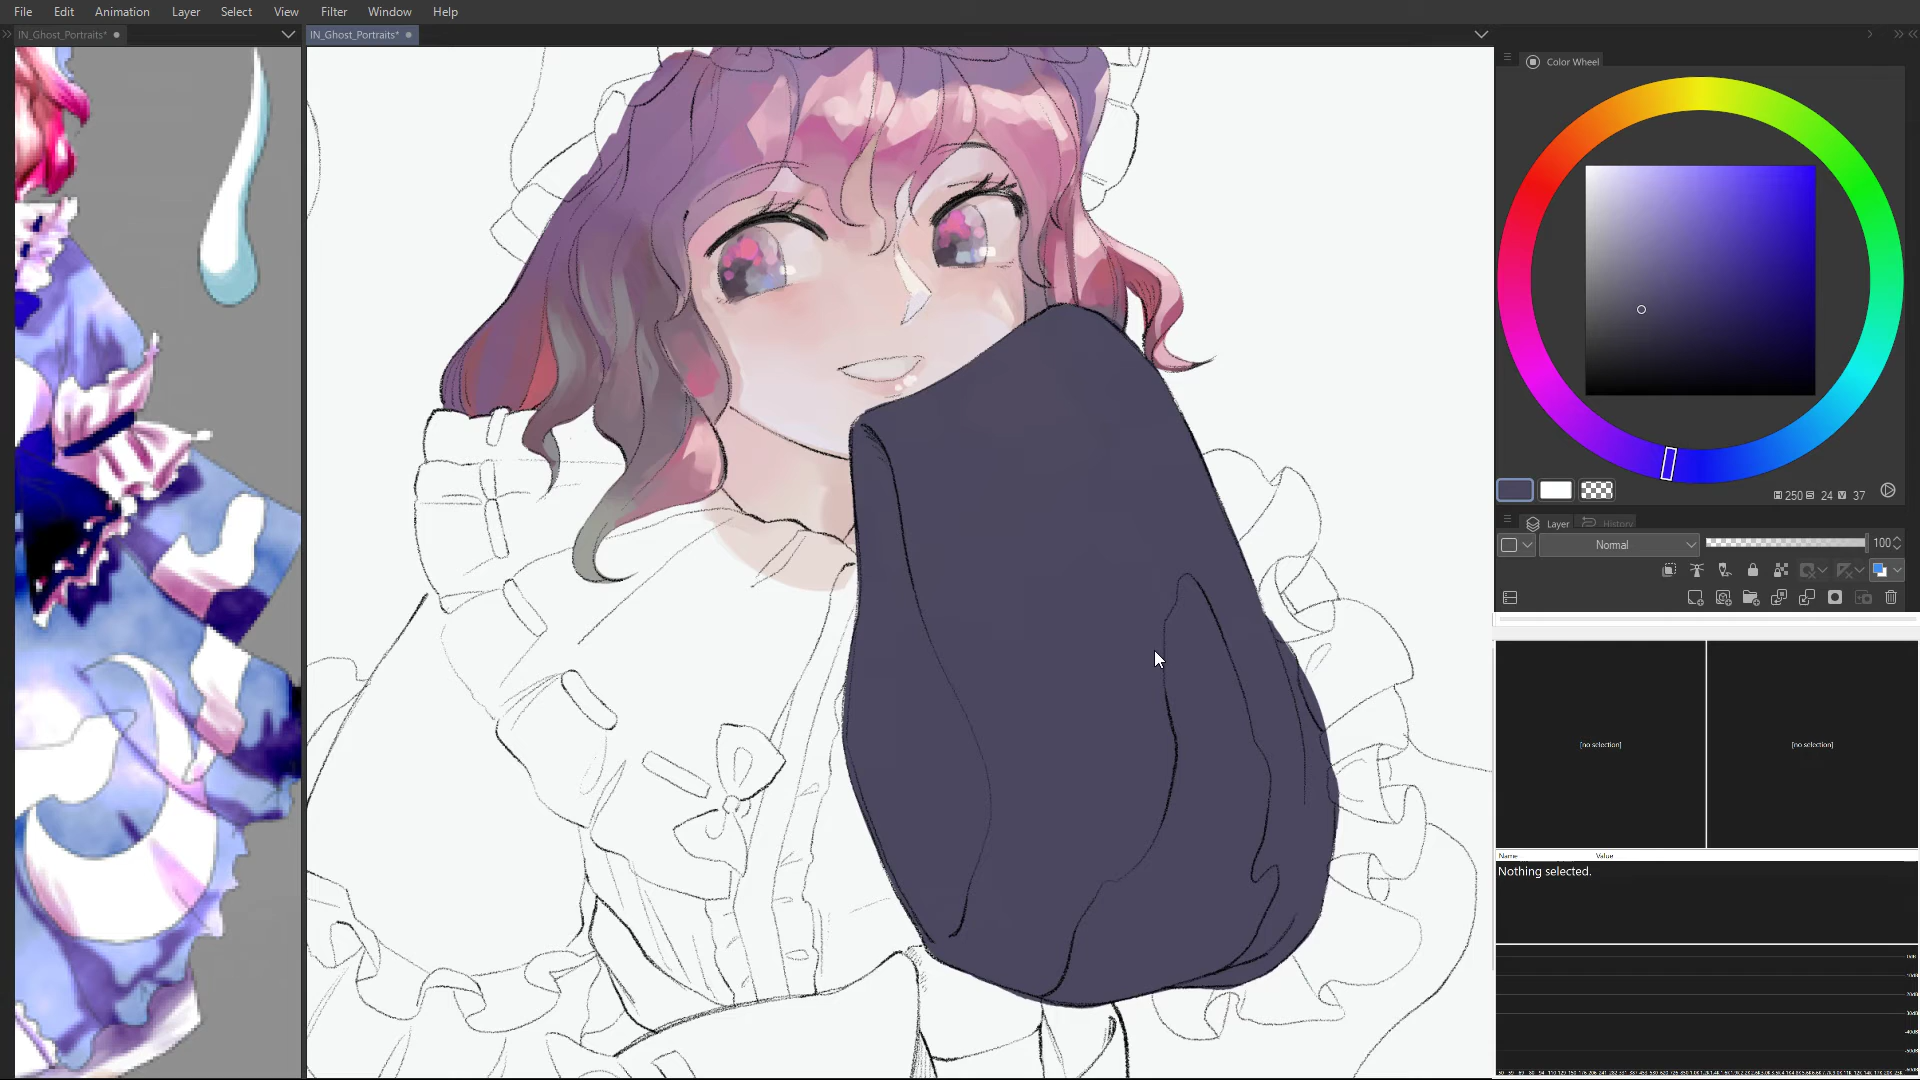 File Edit Animation Layer Select View Filter Window Help
IN_Ghost_Portraits*
IN_Ghost_Portraits*
Color Wheel
H 250 S 24 V 37
Layer History
Normal 100
[no selection] [no selection]
Name Value
Nothing selected.